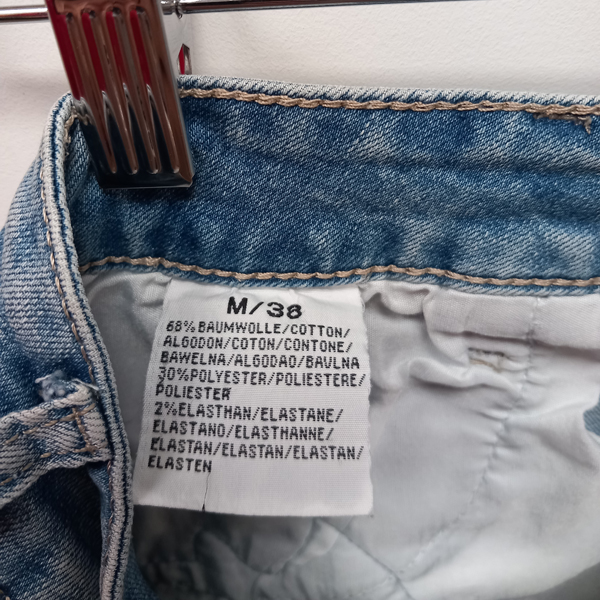 M/38
68% BAUMWOLLE/COTTON/
ALGODON/COTON/CONTONE/
BAWELNA/ALGODAO/BAULNA
30%POLYESTER/POLIESTERE/
POLIESTER
2%ELASTHAN/ELASTANE/
ELASTANO/ELASTHANNE/
ELASTAN/ELASTAN/ELASTAN/
ELASTEN